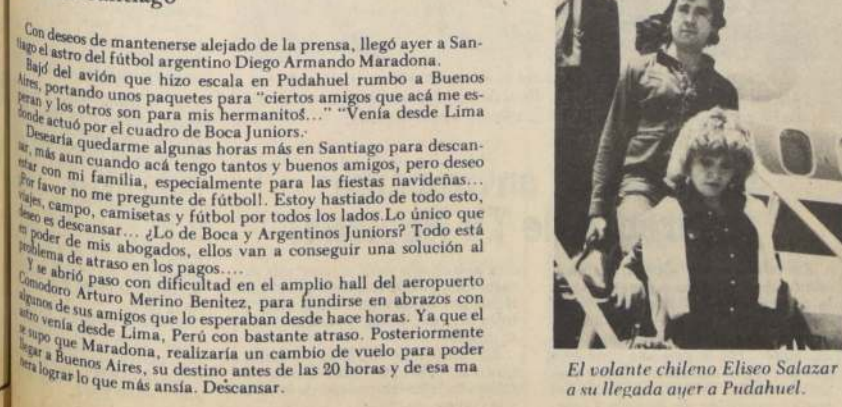 Con deseos de mantenerse alejado de la prensa, llegó ayer a San-
tiago el astro del fútbol argentino Diego Armando Maradona.
Bajó del avión que hizo escala en Pudahuel rumbo a Buenos
Aires, portando unos paquetes para "ciertos amigos que acá me es-
peran y los otros son para mis hermanitos..." "Venía desde Lima
donde actuó por el cuadro de Boca Juniors.
Desearía quedarme algunas horas más en Santiago para descan-
sar, más aun cuando acá tengo tantos y buenos amigos, pero deseo
estar con mi familia, especialmente para las fiestas navideñas...
Por favor no me pregunte de fútbol!. Estoy hastiado de todo esto,
viajes, campo, camisetas y fútbol por todos los lados.Lo único que
deseo es descansar... ¿Lo de Boca y Argentinos Juniors? Todo está
en poder de mis abogados, ellos van a conseguir una solución al
problema de atraso en los pagos....
Y se abrió paso con dificultad en el amplio hall del aeropuerto
Comodoro Arturo Merino Benitez, para fundirse en abrazos con
algunos de sus amigos que lo esperaban desde hace horas. Ya que el
astro venía desde Lima, Perú con bastante atraso. Posteriormente
se supo que Maradona, realizaría un cambio de vuelo para poder
llegar a Buenos Aires, su destino antes de las 20 horas y de esa ma
nera lograr lo que más ansía. Descansar.
El volante chileno Eliseo Salazar
a su llegada ayer a Pudahuel.